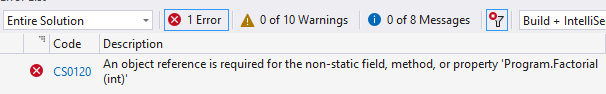 Entire Solution
1 Error
0 of 10 Warnings
0 of 8 Messages
Build + IntelliSe
Code
Description
CS0120
An object reference is required for the non-static field, method, or property 'Program.Factorial
(int)'